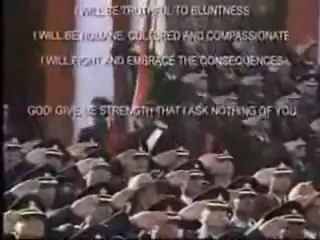 I WILL BE TRUTHFUL TO BLUNTNESS
I WILL BE HUMANE, CULTURED AND COMPASSIONATE
I WILL FIGHT AND EMBRACE THE CONSEQUENCES
GOD! GIVE ME STRENGTH THAT I ASK NOTHING OF YOU